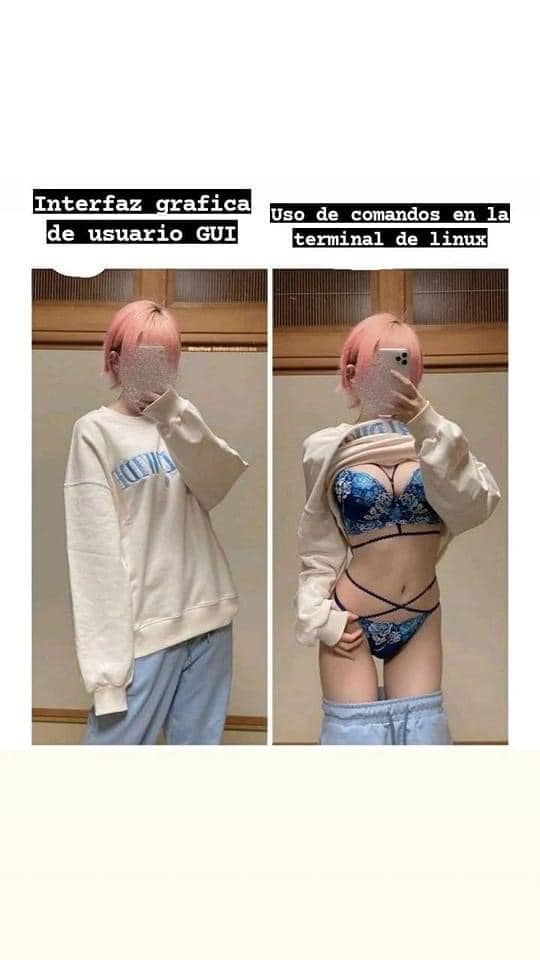 Interfaz grafica
de usuario GUI
Uso de comandos en la
terminal de linux